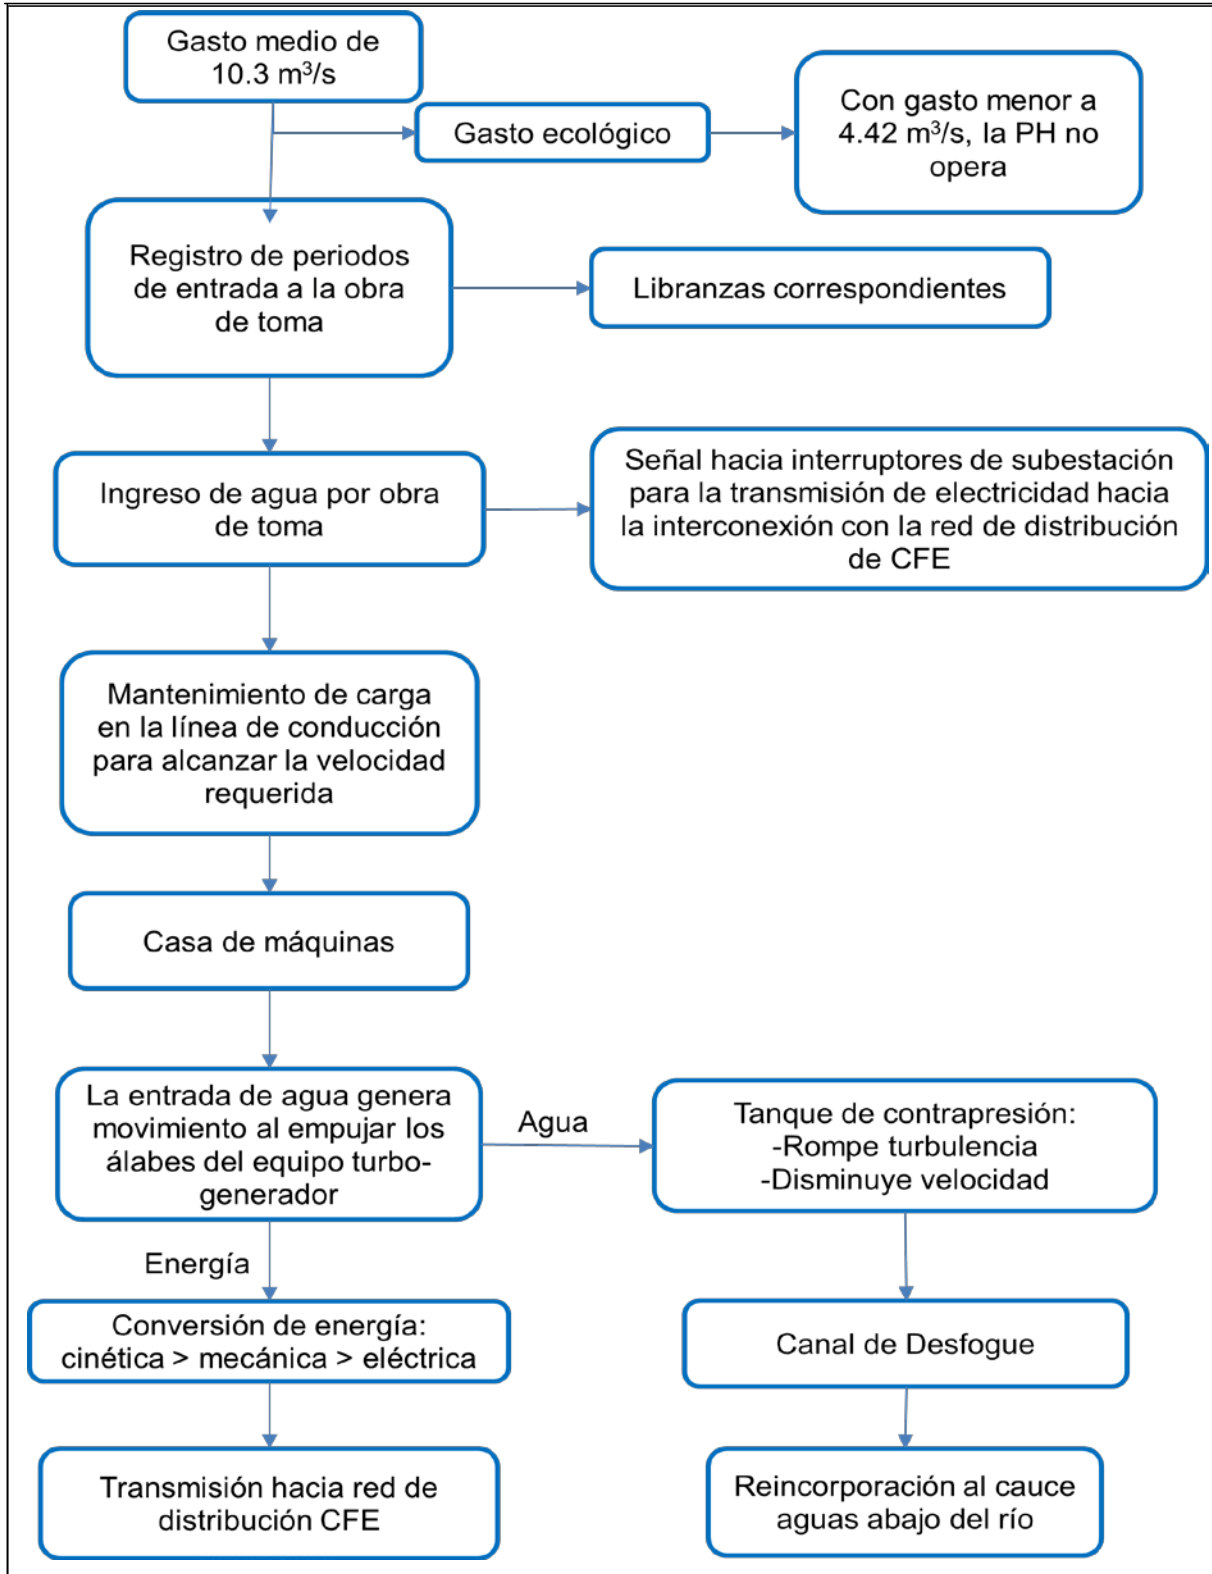 Gasto medio de
10.3 m³/s
Gasto ecológico
Con gasto menor a
4.42 m³/s, la PH no
opera
Registro de periodos
de entrada a la obra
de toma
Libranzas correspondientes
Ingreso de agua por obra
de toma
Señal hacia interruptores de subestación
para la transmisión de electricidad hacia
la interconexión con la red de distribución
de CFE
Mantenimiento de carga
en la línea de conducción
para alcanzar la velocidad
requerida
Casa de máquinas
La entrada de agua genera
movimiento al empujar los
álabes del equipo turbo-
generador
Agua
Tanque de contrapresión:
-Rompe turbulencia
-Disminuye velocidad
Energía
Conversión de energía:
cinética > mecánica > eléctrica
Canal de Desfogue
Transmisión hacia red de
distribución CFE
Reincorporación al cauce
aguas abajo del río